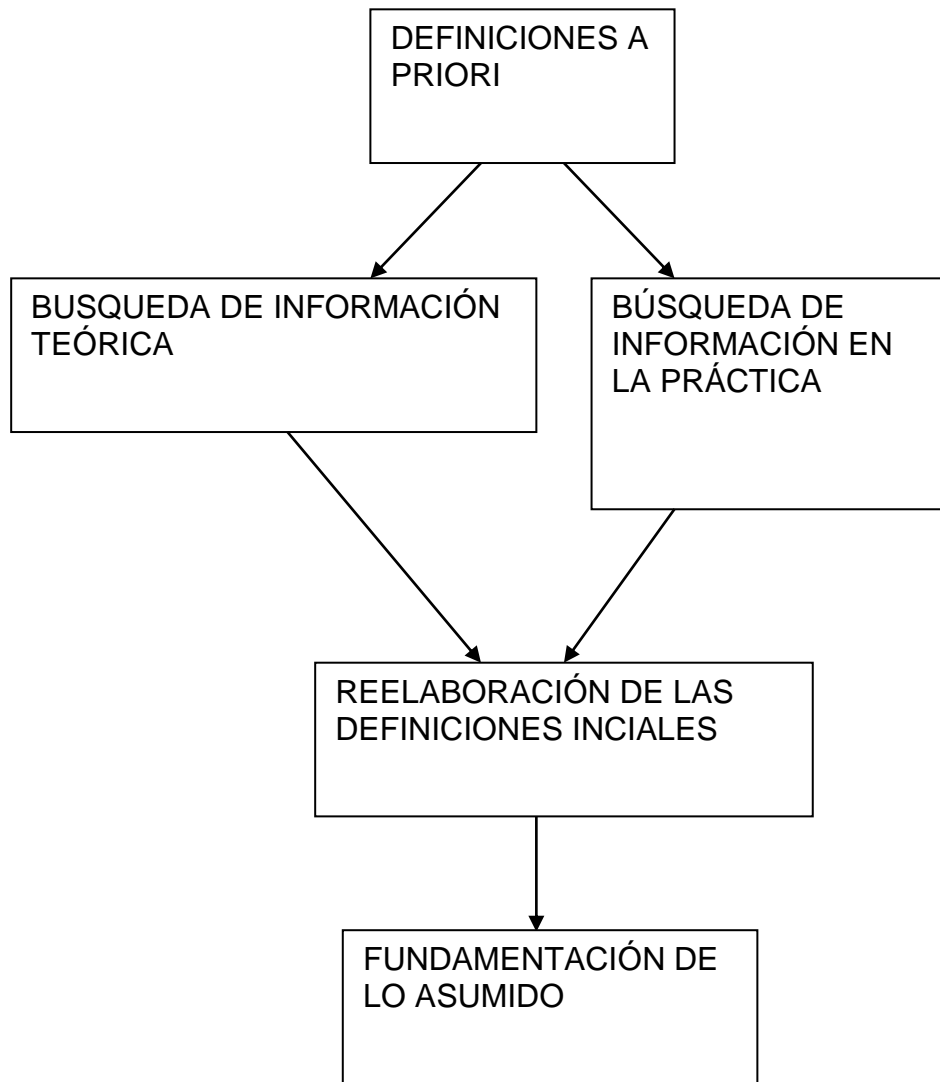 DEFINICIONES A
PRIORI
BUSQUEDA DE INFORMACIÓN
TEÓRICA
BÚSQUEDA DE
INFORMACIÓN EN
LA PRÁCTICA
REELABORACIÓN DE LAS
DEFINICIONES INCIALES
FUNDAMENTACIÓN DE
LO ASUMIDO